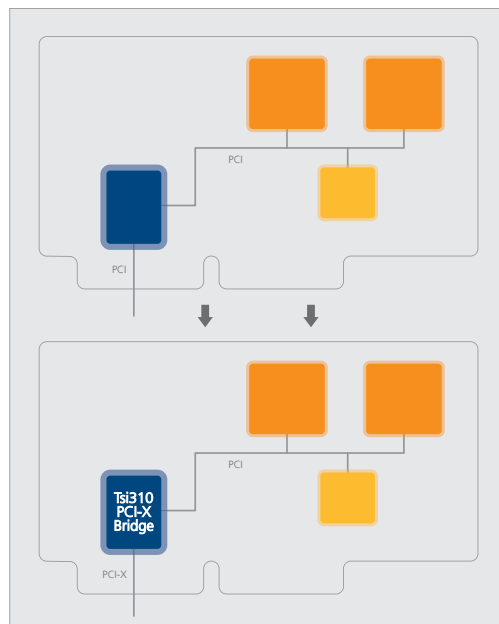 PCI
PCI
PCI
Tsi310
PCI-X
Bridge
PCI-X